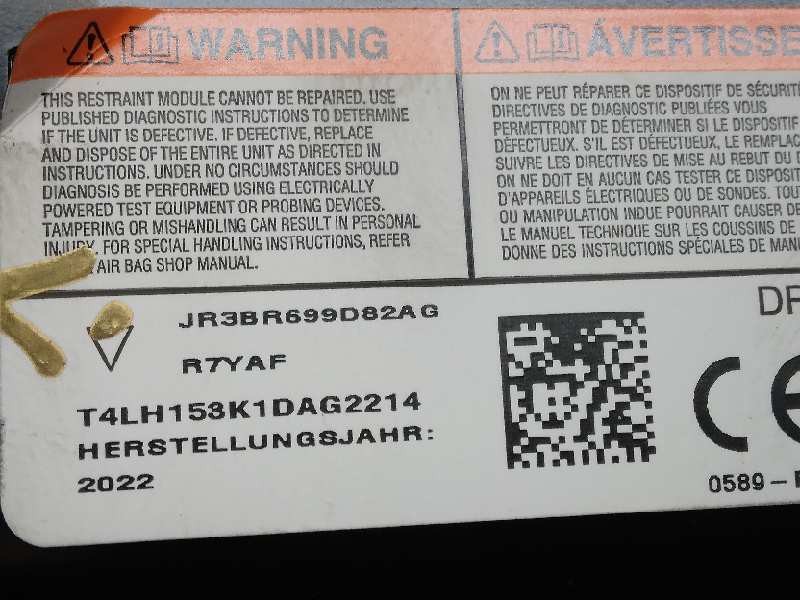 WARNING
THIS RESTRAINT MODULE CANNOT BE REPAIRED. USE
PUBLISHED DIAGNOSTIC INSTRUCTIONS TO DETERMINE
IF THE UNIT IS DEFECTIVE. IF DEFECTIVE, REPLACE
AND DISPOSE OF THE ENTIRE UNIT AS DIRECTED IN
INSTRUCTIONS. UNDER NO CIRCUMSTANCES SHOULD
DIAGNOSIS BE PERFORMED USING ELECTRICALLY
POWERED TEST EQUIPMENT OR PROBING DEVICES.
TAMPERING OR MISHANDLING CAN RESULT IN PERSONAL
INJURY. FOR SPECIAL HANDLING INSTRUCTIONS, REFER
AIR BAG SHOP MANUAL.
ÁVERTISSE
ON NE PEUT RÉPARER CE DISPOSITIF DE SÉCURITÉ
DIRECTIVES DE DIAGNOSTIC PUBLIÉES VOUS
PERMETTRONT DE DÉTERMINER SI LE DISPOSITIF
DÉFECTUEUX. S'IL EST DÉFECTUEUX, LE REMPLAC
SUIVRE LES DIRECTIVES DE MISE AU REBUT DU D
ON NE DOIT EN AUCUN CAS TESTER CE DISPOSIT
D'APPAREILS ÉLECTRIQUES OU DE SONDES. TOU
OU MANIPULATION INDUE POURRAIT CAUSER DE
LE MANUEL TECHNIQUE SUR LES COUSSINS DE
DONNE DES INSTRUCTIONS SPÉCIALES DE MAN
JR3BR699D82AG
R7YAF
T4LH153K1DAG2214
HERSTELLUNGSJAHR:
2022
DR
CE
0589 –